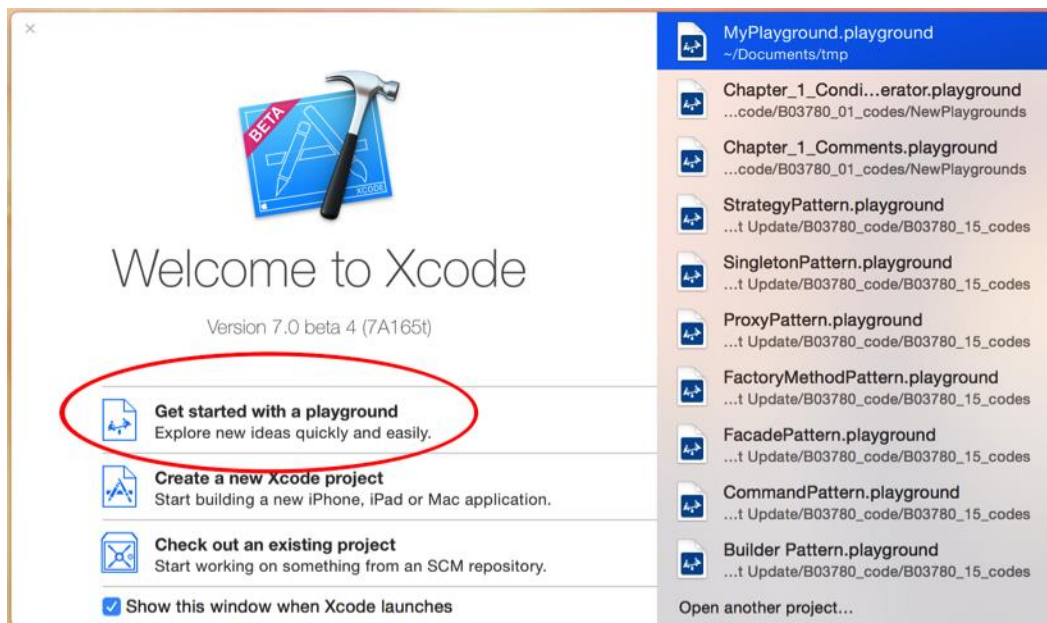 BETA
XCODE
Welcome to Xcode
Version 7.0 beta 4 (7A165t)
Get started with a playground
Explore new ideas quickly and easily.
Create a new Xcode project
Start building a new iPhone, iPad or Mac application.
Check out an existing project
Start working on something from an SCM repository.
Show this window when Xcode launches
MyPlayground.playground
~/Documents/tmp
Chapter_1_Condi...erator.playground
...code/B03780_01_codes/NewPlaygrounds
Chapter_1_Comments.playground
...code/B03780_01_codes/NewPlaygrounds
StrategyPattern.playground
...t Update/B03780_code/B03780_15_codes
SingletonPattern.playground
...t Update/B03780_code/B03780_15_codes
ProxyPattern.playground
...t Update/B03780_code/B03780_15_codes
FactoryMethodPattern.playground
...t Update/B03780_code/B03780_15_codes
FacadePattern.playground
...t Update/B03780_code/B03780_15_codes
CommandPattern.playground
...t Update/B03780_code/B03780_15_codes
Builder Pattern.playground
...t Update/B03780_code/B03780_15_codes
Open another project...